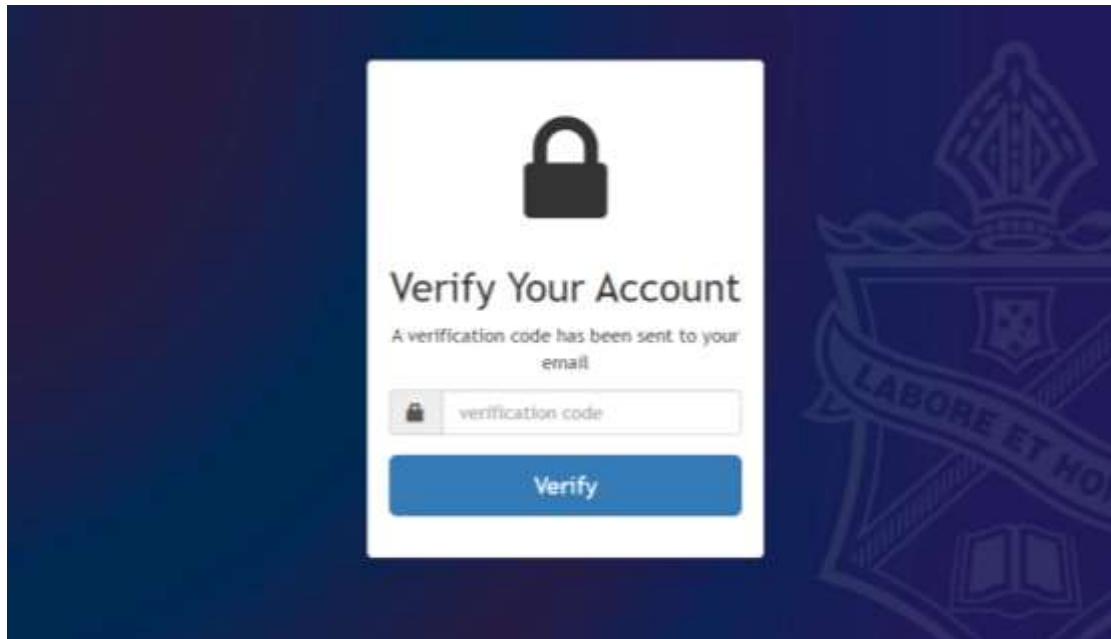 Verify Your Account
A verification code has been sent to your
email
verification code
Verify
LABORE ET HO